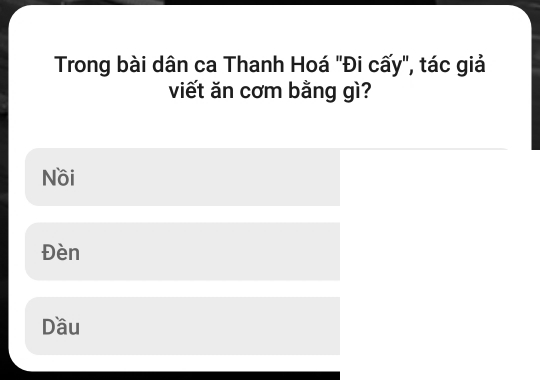 Trong bài dân ca Thanh Hoá "Đi cấy", tác giả
viết ăn cơm bằng gì?
Nồi
Đèn
Dầu